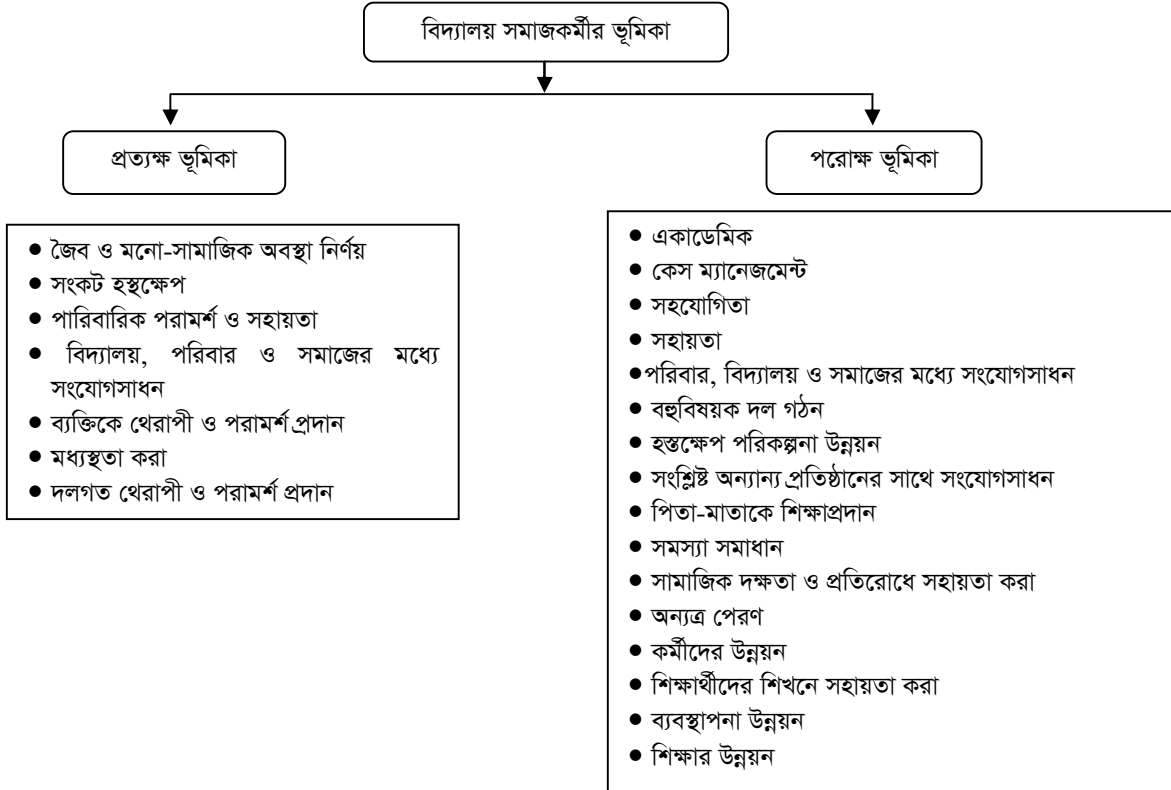 বিদ্যালয় সমাজকর্মীর ভূমিকা
প্রত্যক্ষ ভূমিকা
পরোক্ষ ভূমিকা
● জৈব ও মনো-সামাজিক অবস্থা নির্ণয়
● সংকট হস্থক্ষেপ
● পারিবারিক পরামর্শ ও সহায়তা
● বিদ্যালয়, পরিবার ও সমাজের মধ্যে
সংযোগসাধন
● ব্যক্তিকে থেরাপী ও পরামর্শ প্রদান
● মধ্যস্থতা করা
● দলগত থেরাপী ও পরামর্শ প্রদান
● একাডেমিক
● কেস ম্যানেজমেন্ট
● সহযোগিতা
● সহায়তা
●পরিবার, বিদ্যালয় ও সমাজের মধ্যে সংযোগসাধন
● বহুবিষয়ক দল গঠন
● হস্তক্ষেপ পরিকল্পনা উন্নয়ন
● সংশ্লিষ্ট অন্যান্য প্রতিষ্ঠানের সাথে সংযোগসাধন
● পিতা-মাতাকে শিক্ষাপ্রদান
● সমস্যা সমাধান
● সামাজিক দক্ষতা ও প্রতিরোধে সহায়তা করা
● অন্যত্র পেরণ
● কর্মীদের উন্নয়ন
● শিক্ষার্থীদের শিখনে সহায়তা করা
● ব্যবস্থাপনা উন্নয়ন
● শিক্ষার উন্নয়ন